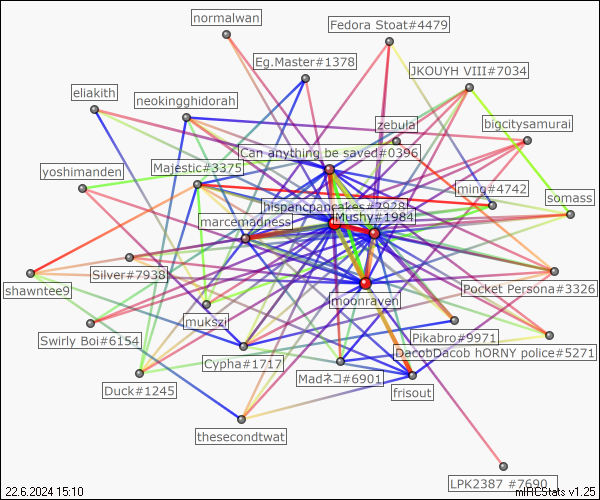 normalwan
Fedora Stoat#4479
Eg.Master#1378
JKOUYH VIII#7034
eliakith
neokingghidorah
zebula
bigcitysamurai
Can anything be saved#0396
Majestic#3375
yoshimanden
ming#4742
somass
hispancpancakes#7928
Mushy#1984
marcemadness
Silver#7938
shawntee9
Pocket Persona#3326
moonraven
mukszil
Swirly Boi#6154
Pikabro#9971
DacobDacob hORNY police#5271
Cypha#1717
Madネコ#6901
Duck#1245
frisout
thesecondtwat
LPK2387 #7690
22.6.2024 15:10
mIRCStats v1.25